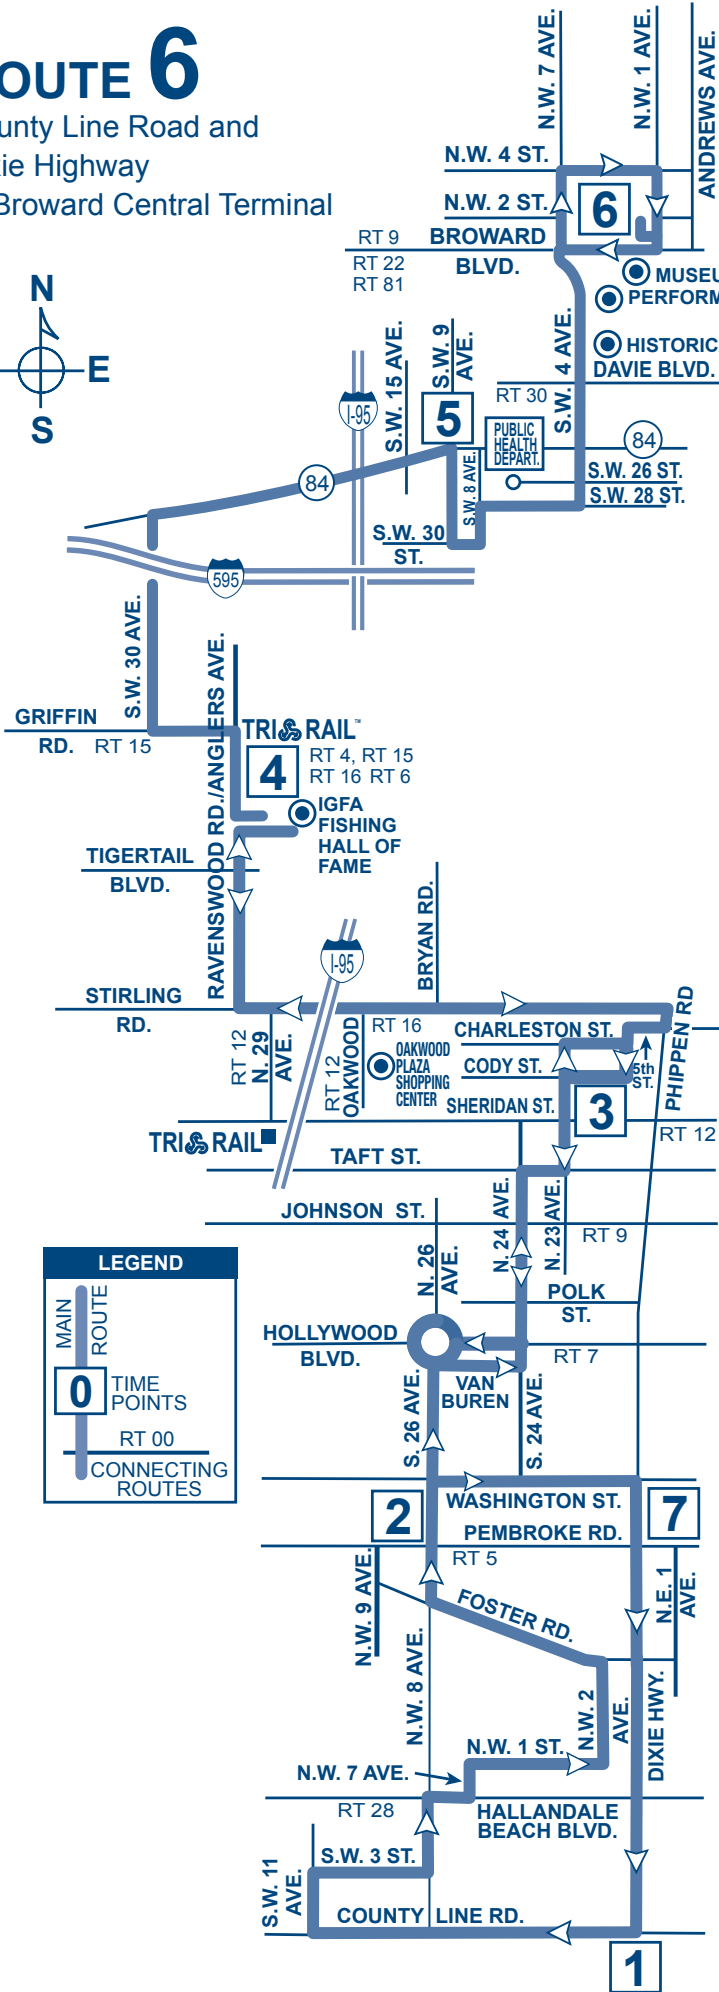 OUTE 6
unty Line Road and
ie Highway
Broward Central Terminal
N.W. 7 AVE.
N.W. 1 AVE.
ANDREWS AVE.
N.W. 4 ST.
N.W. 2 ST.
6
RT 9
BROWARD
BLVD.
RT 22
RT 81
MUSEU
PERFORM
HISTORIC
DAVIE BLVD.
RT 30
N
E
S
I-95
S.W. 15 AVE.
S.W. 9
AVE.
S.W. 4 AVE.
5
PUBLIC
HEALTH
DEPART.
84
84
S.W. 8 AVE.
S.W. 26 ST.
S.W. 28 ST.
S.W. 30
ST.
595
S.W. 30 AVE.
GRIFFIN
RD.
RT 15
RAVENSWOOD RD./ANGLERS AVE.
TRI RAIL™
4
RT 4, RT 15
RT 16 RT 6
IGFA
FISHING
HALL OF
FAME
TIGERTAIL
BLVD.
BRYAN RD.
I-95
STIRLING
RD.
RT 12
N. 29
AVE.
RT 12
OAKWOOD
RT 16
OAKWOOD
PLAZA
SHOPPING
CENTER
CHARLESTON ST.
CODY ST.
5th
ST.
PHIPPEN RD
SHERIDAN ST.
3
RT 12
TRI RAIL
TAFT ST.
JOHNSON ST.
N. 26
AVE.
N. 24 AVE.
N. 23 AVE.
RT 9
POLK
ST.
HOLLYWOOD
BLVD.
RT 7
VAN
BUREN
S. 26 AVE.
S. 24 AVE.
LEGEND
MAIN
ROUTE
0
TIME
POINTS
RT 00
CONNECTING
ROUTES
2
WASHINGTON ST.
7
PEMBROKE RD.
RT 5
N.W. 9 AVE.
FOSTER RD.
N.E. 1
AVE.
N.W. 8 AVE.
N.W. 2
AVE.
DIXIE HWY.
N.W. 1 ST.
N.W. 7 AVE.
RT 28
HALLANDALE
BEACH BLVD.
S.W. 3 ST.
S.W. 11
AVE.
COUNTY LINE RD.
1